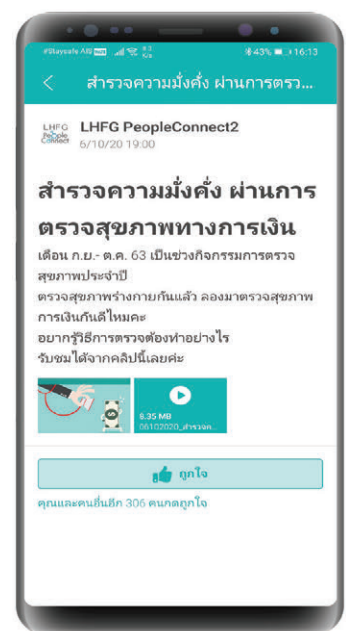 #Staysafe AIS
43% 16:13
สำรวจความมั่งคั่ง ผ่านการตรว...
LHFG PeopleConnect2
LHFG
People
Connect
6/10/20 19:00
สำรวจความมั่งคั่ง ผ่านการ
ตรวจสุขภาพทางการเงิน
เดือน ก.ย.- ต.ค. 63 เป็นช่วงกิจกรรมการตรวจ
สุขภาพประจำปี
ตรวจสุขภาพร่างกายกันแล้ว ลองมาตรวจสุขภาพ
การเงินกันดีไหมคะ
อยากรู้วิธีการตรวจต้องทำอย่างไร
รับชมได้จากคลิปนี้เลยค่ะ
6.35 MB
06102020_สำรวจค...
ถูกใจ
คุณและคนอื่นอีก 306 คนกดถูกใจ